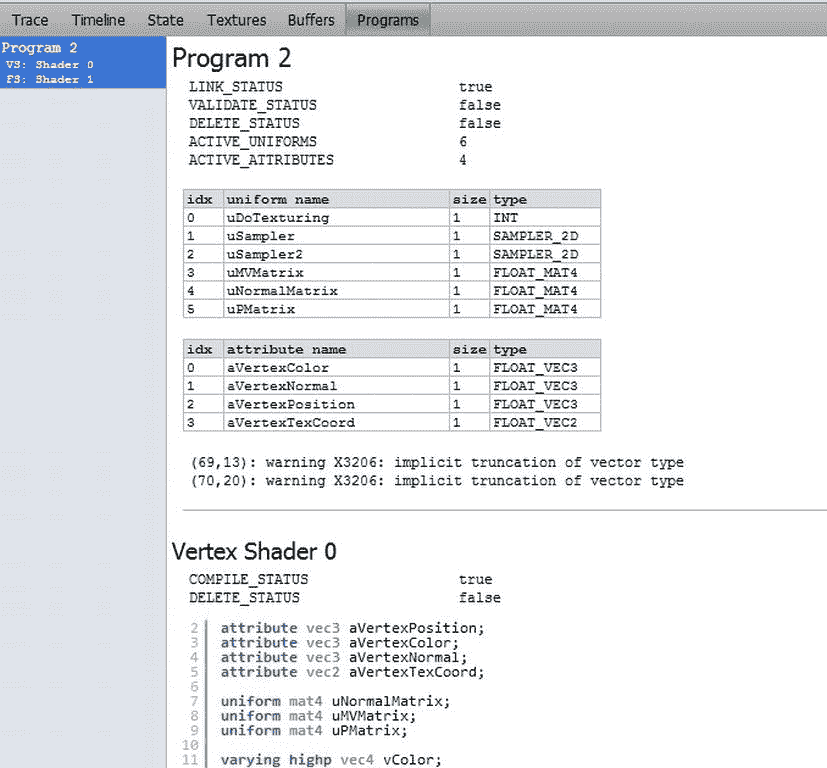 Trace Timeline State Textures Buffers Programs
Program 2
VS: Shader 0
FS: Shader 1
Program 2
LINK_STATUS true
VALIDATE_STATUS false
DELETE_STATUS false
ACTIVE_UNIFORMS 6
ACTIVE_ATTRIBUTES 4
idx uniform name size type
0 uDoTexturing 1 INT
1 uSampler 1 SAMPLER_2D
2 uSampler2 1 SAMPLER_2D
3 uMVMatrix 1 FLOAT_MAT4
4 uNormalMatrix 1 FLOAT_MAT4
5 uPMatrix 1 FLOAT_MAT4
idx attribute name size type
0 aVertexColor 1 FLOAT_VEC3
1 aVertexNormal 1 FLOAT_VEC3
2 aVertexPosition 1 FLOAT_VEC3
3 aVertexTexCoord 1 FLOAT_VEC2
(69,13): warning X3206: implicit truncation of vector type
(70,20): warning X3206: implicit truncation of vector type
Vertex Shader 0
COMPILE_STATUS true
DELETE_STATUS false
2 attribute vec3 aVertexPosition;
3 attribute vec3 aVertexColor;
4 attribute vec3 aVertexNormal;
5 attribute vec2 aVertexTexCoord;
6
7 uniform mat4 uNormalMatrix;
8 uniform mat4 uMVMatrix;
9 uniform mat4 uPMatrix;
10
11 varying highp vec4 vColor;